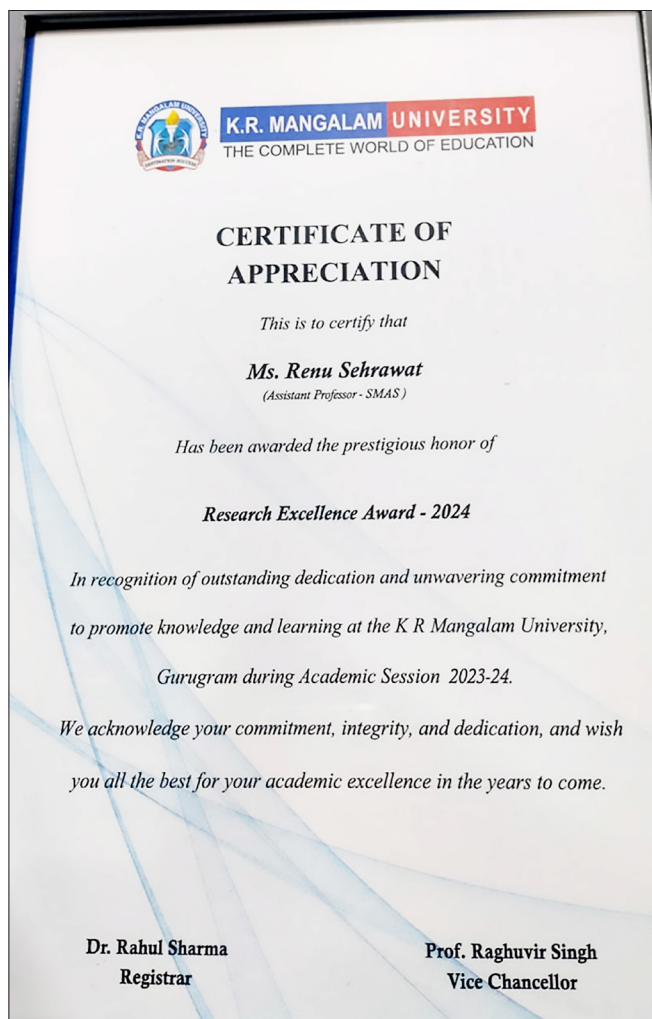 K.R. MANGALAM UNIVERSITY
DESTINATION SUCCESS
K.R. MANGALAM UNIVERSITY
THE COMPLETE WORLD OF EDUCATION
CERTIFICATE OF
APPRECIATION
This is to certify that
Ms. Renu Sehrawat
(Assistant Professor - SMAS )
Has been awarded the prestigious honor of
Research Excellence Award - 2024
In recognition of outstanding dedication and unwavering commitment
to promote knowledge and learning at the K R Mangalam University,
Gurugram during Academic Session 2023-24.
We acknowledge your commitment, integrity, and dedication, and wish
you all the best for your academic excellence in the years to come.
Dr. Rahul Sharma
Registrar
Prof. Raghuvir Singh
Vice Chancellor